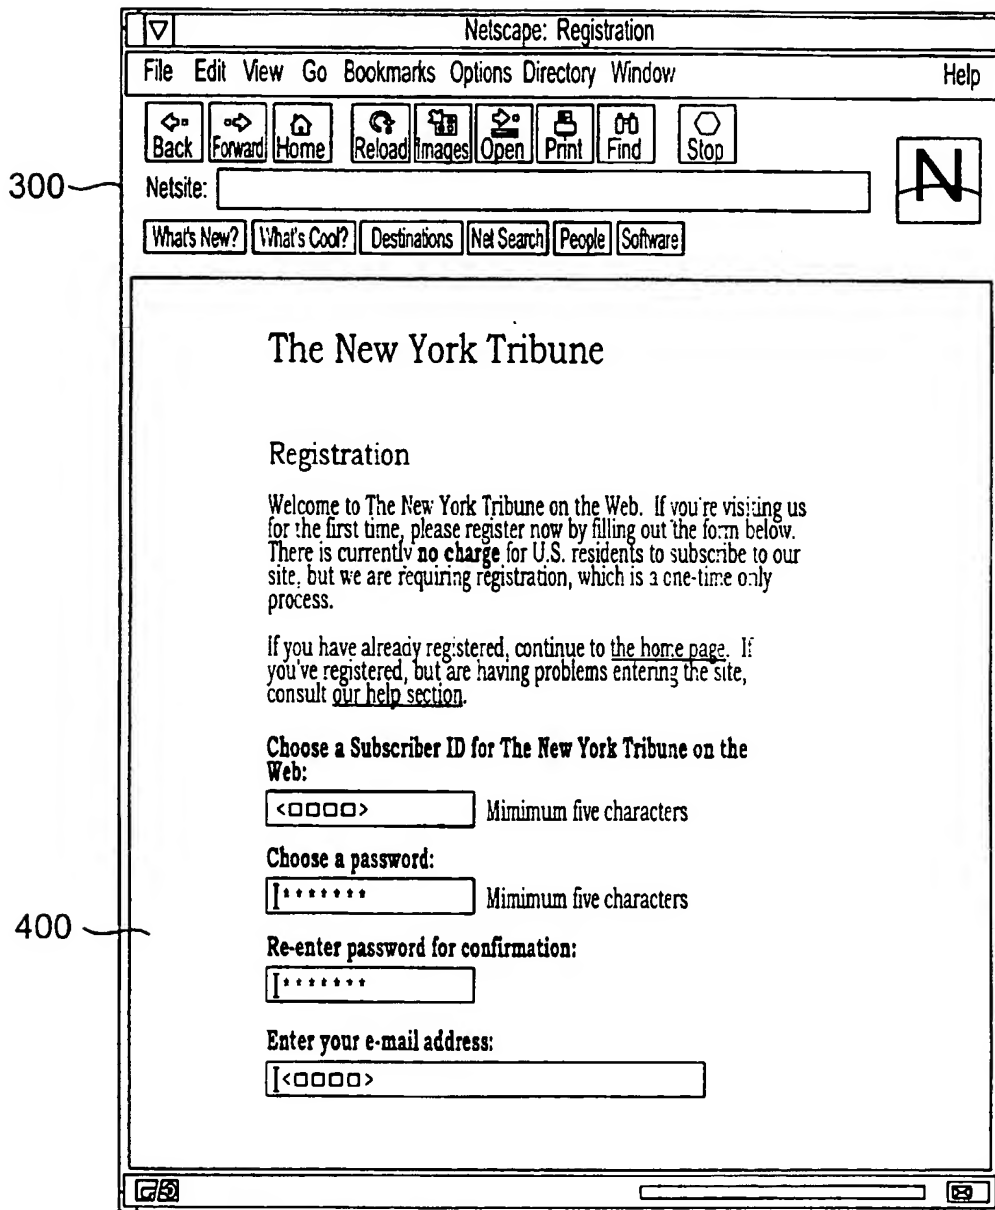 Netscape: Registration
File Edit View Go Bookmarks Options Directory Window Help
Back Forward Home Reload Images Open Print Find Stop
N
300
Netsite:
What's New? What's Cool? Destinations Net Search People Software
The New York Tribune
Registration
Welcome to The New York Tribune on the Web. If you're visiting us
for the first time, please register now by filling out the form below.
There is currently no charge for U.S. residents to subscribe to our
site, but we are requiring registration, which is a one-time only
process.
If you have already registered, continue to the home page. If
you've registered, but are having problems entering the site,
consult our help section.
Choose a Subscriber ID for The New York Tribune on the
Web:
<□□□□> Mimimum five characters
Choose a password:
******* Mimimum five characters
400
Re-enter password for confirmation:
*******
Enter your e-mail address:
<□□□□>